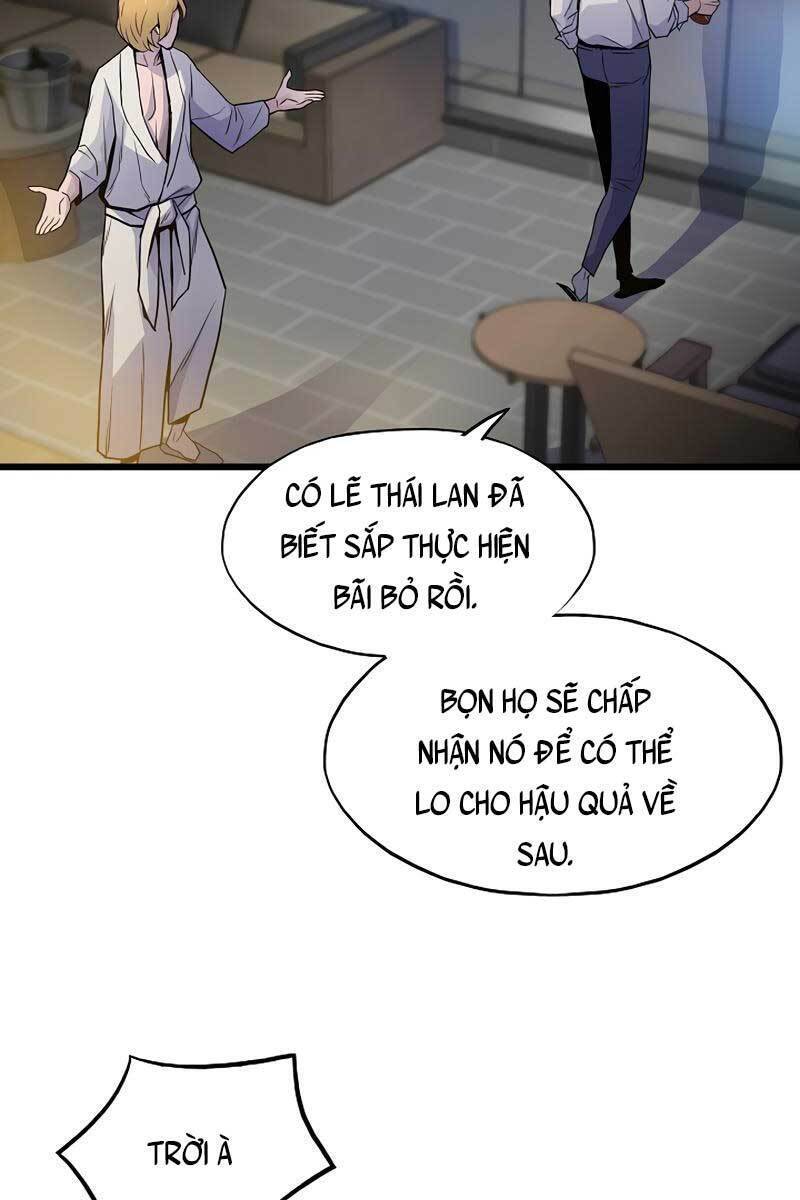 CÓ LẼ THÁI LAN ĐÃ
BIẾT SẮP THỰC HIỆN
BÃI BỎ RỒI.
BỌN HỌ SẼ CHẤP
NHẬN NÓ ĐỂ CÓ THỂ
LO CHO HẬU QUẢ VỀ
SAU.
TRỜI À